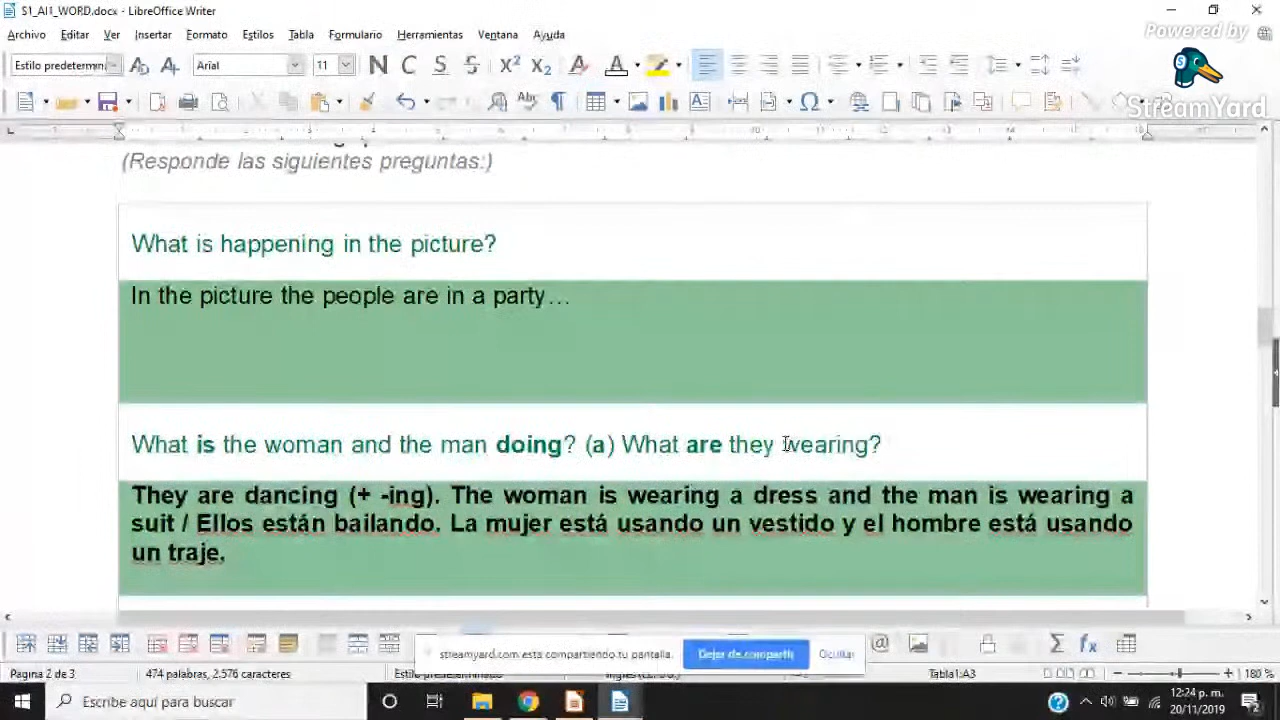 S1_AI1_WORD.docx - LibreOffice Writer
Powered by
Archivo Editar Ver Insertar Formato Estilos Tabla Formulario Herramientas Ventana Ayuda
Estilo predetermin Arial 11 N C S S X² X₂ A
StreamYard
(Responde las siguientes preguntas:)
What is happening in the picture?
In the picture the people are in a party…
What is the woman and the man doing? (a) What are they wearing?
They are dancing (+ -ing). The woman is wearing a dress and the man is wearing a
suit / Ellos están bailando. La mujer está usando un vestido y el hombre está usando
un traje.
streamyard.com está compartiendo tu pantalla. Dejar de compartir Ocultar
Página 2 de 3 474 palabras, 2.576 caracteres Tabla1:A3 180 %
Escribe aquí para buscar
12:24 p. m.
20/11/2019
2